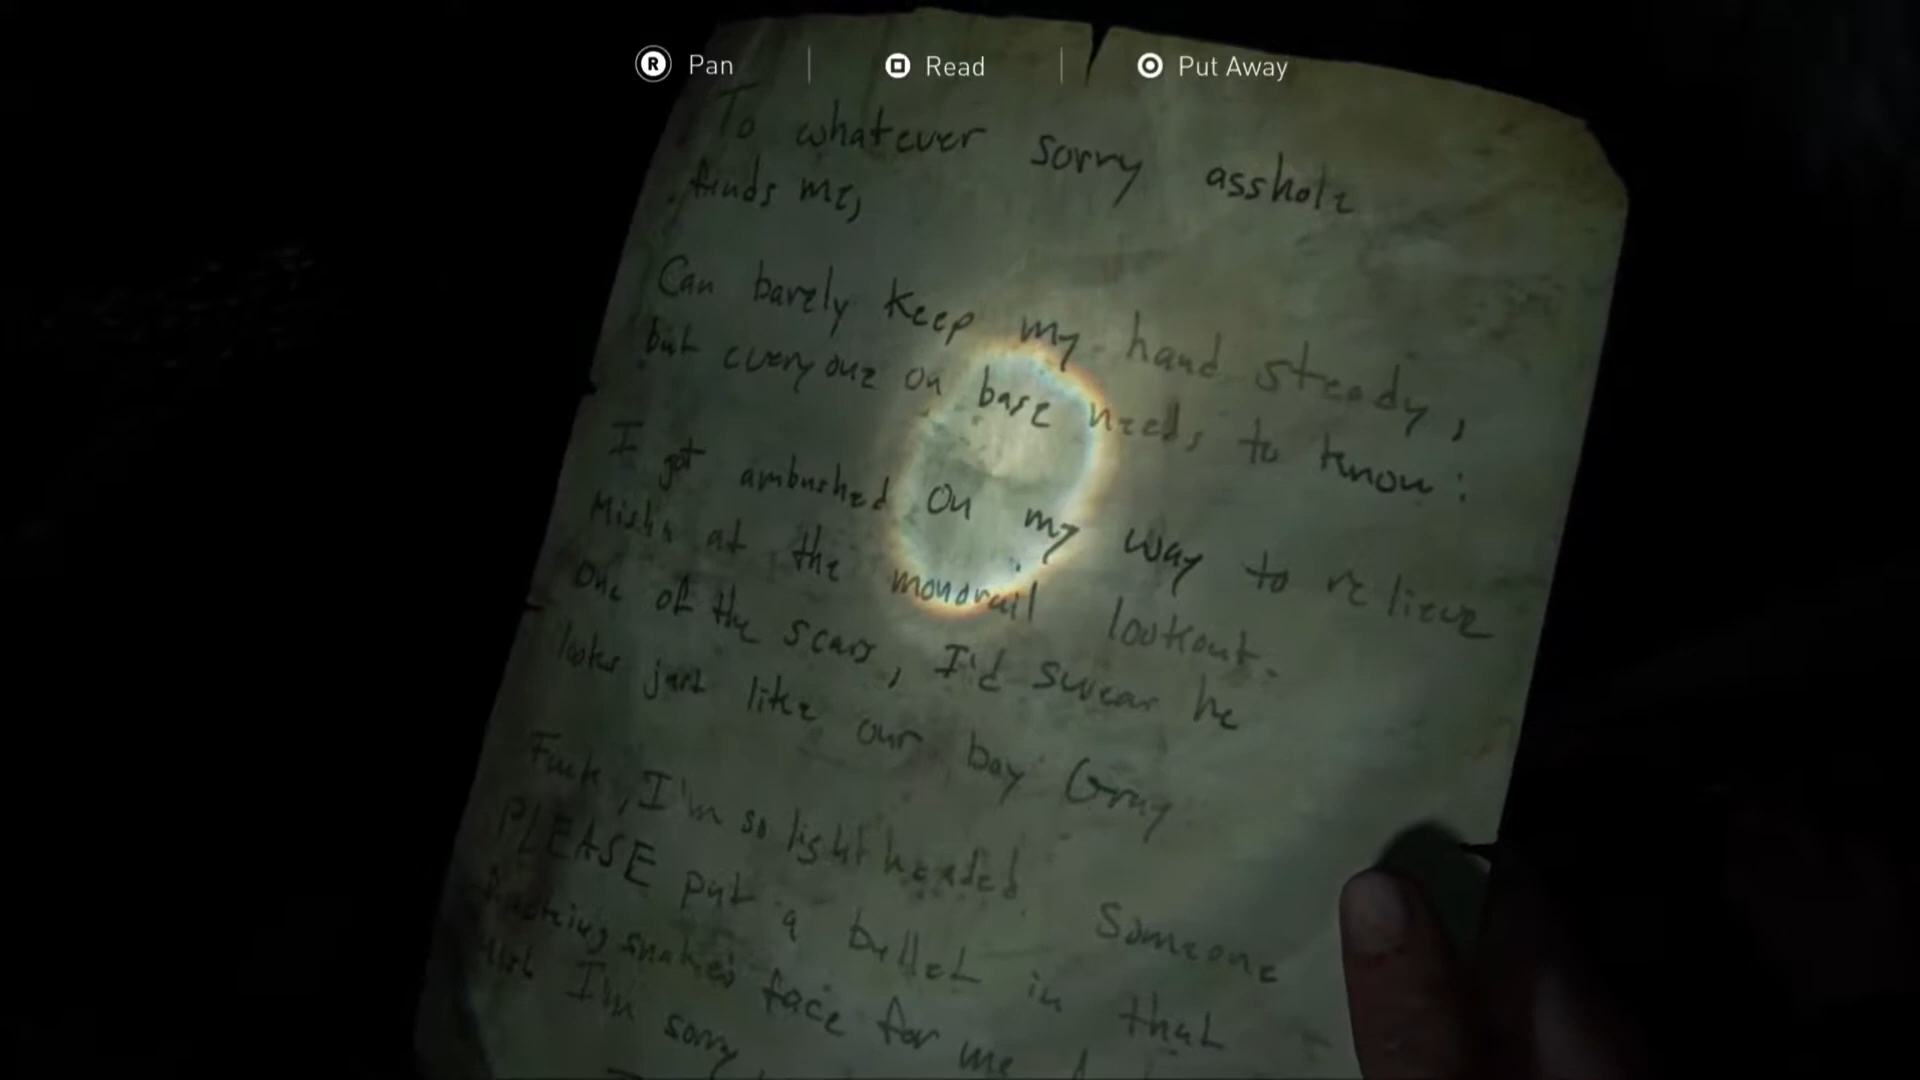 R Pan | Read | Put Away
To whatever sorry asshole
finds me,
Can barely keep my hand steady,
but everyone on base needs to know:
I got ambushed on my way to relieve
Misha at the monorail lookout.
One of the scars, I'd swear he
looks just like our boy Gray
Fuck, I'm so lightheaded. Someone
PLEASE put a bullet in that
fucking snake's face for me
I'm sorry